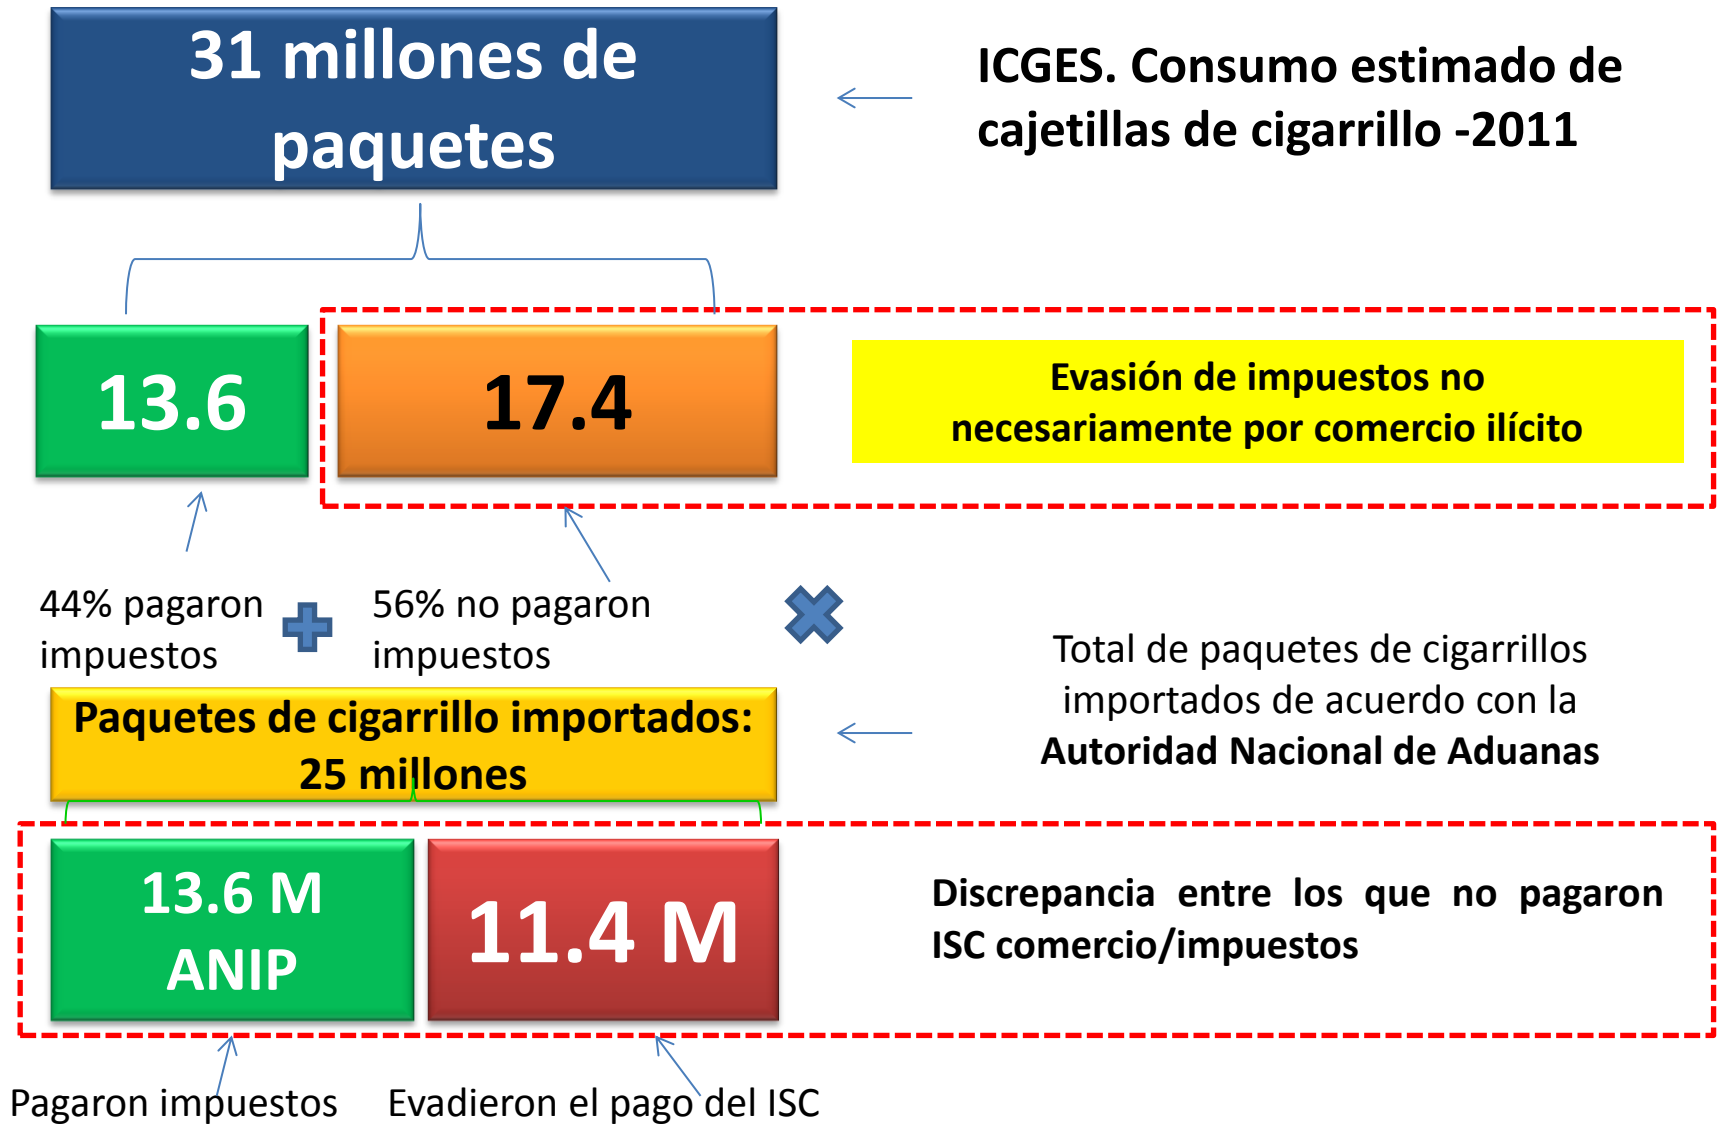 31 millones de
paquetes
ICGES. Consumo estimado de
cajetillas de cigarrillo -2011
13.6
17.4
Evasión de impuestos no
necesariamente por comercio ilícito
44% pagaron
impuestos
56% no pagaron
impuestos
Total de paquetes de cigarrillos
importados de acuerdo con la
Autoridad Nacional de Aduanas
Paquetes de cigarrillo importados:
25 millones
13.6 M
ANIP
11.4 M
Discrepancia entre los que no pagaron
ISC comercio/impuestos
Pagaron impuestos
Evadieron el pago del ISC